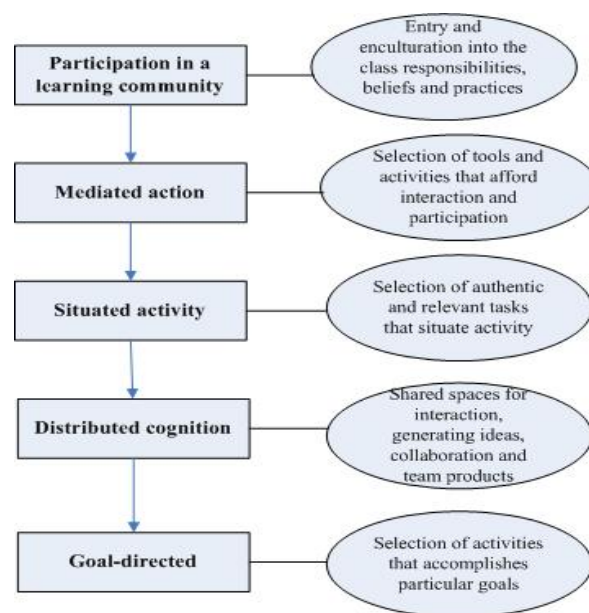 Participation in a
learning community
Entry and
enculturation into the
class responsibilities,
beliefs and practices
Mediated action
Selection of tools and
activities that afford
interaction and
participation
Situated activity
Selection of authentic
and relevant tasks
that situate activity
Distributed cognition
Shared spaces for
interaction,
generating ideas,
collaboration and
team products
Goal-directed
Selection of activities
that accomplishes
particular goals